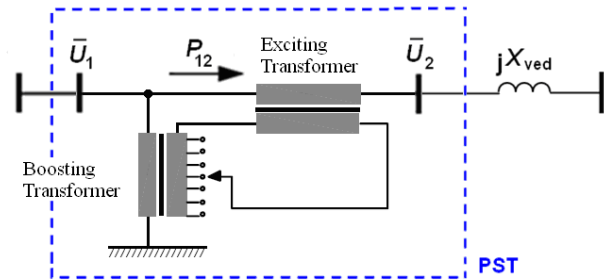 Ū₁
P₁₂
Exciting
Transformer
Ū₂
jXved
Boosting
Transformer
PST